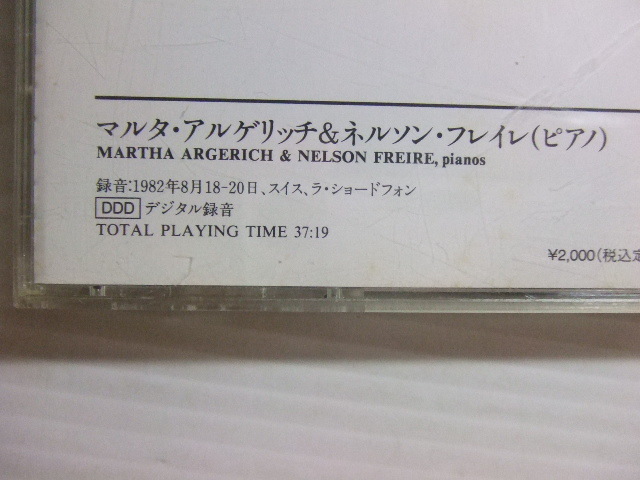 マルタ・アルゲリッチ&ネルソン・フレイレ(ピアノ)
MARTHA ARGERICH & NELSON FREIRE, pianos
録音:1982年8月18-20日、スイス、ラ・ショードフォン
DDD デジタル録音
TOTAL PLAYING TIME 37:19
¥2,000(税込定